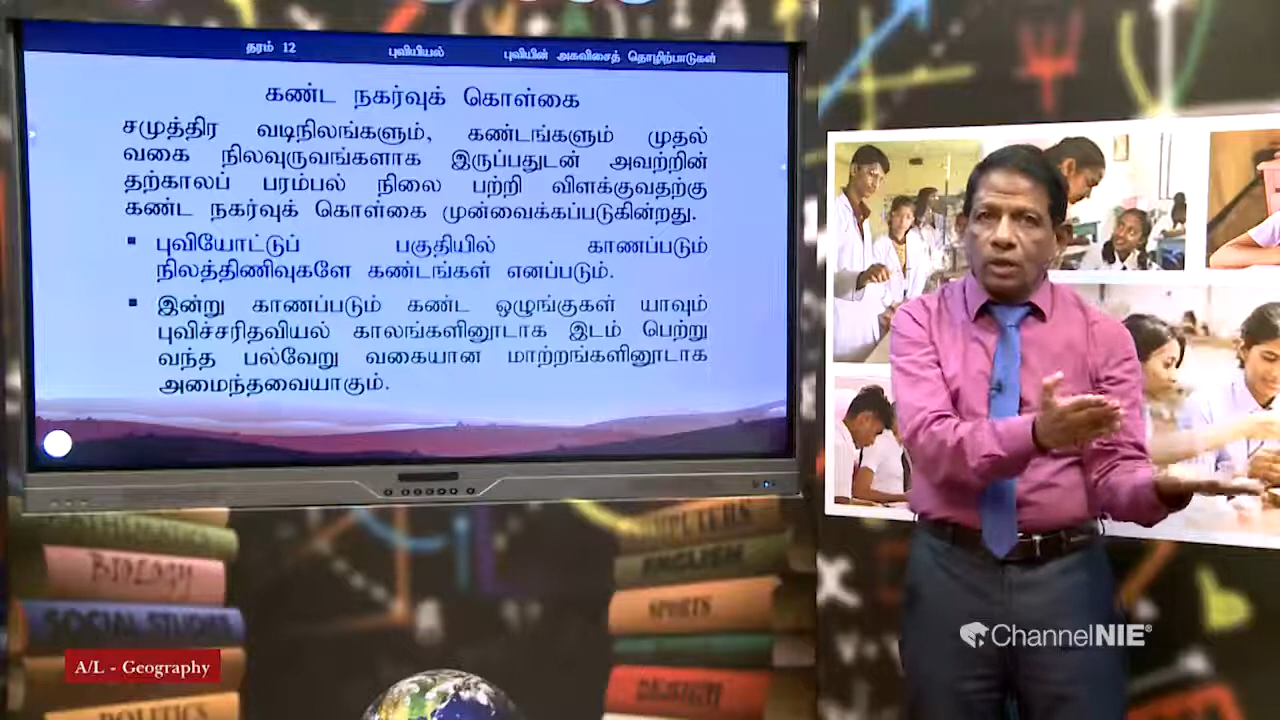 தரம் 12 புவியியல் புவியின் அகவிசைத் தொழிற்பாடுகள்
கண்ட நகர்வுக் கொள்கை
சமுத்திர வடிநிலங்களும், கண்டங்களும் முதல்
வகை நிலவுருவங்களாக இருப்பதுடன் அவற்றின்
தற்காலப் பரம்பல் நிலை பற்றி விளக்குவதற்கு
கண்ட நகர்வுக் கொள்கை முன்வைக்கப்படுகின்றது.
▪ புவியோட்டுப் பகுதியில் காணப்படும்
நிலத்திணிவுகளே கண்டங்கள் எனப்படும்.
▪ இன்று காணப்படும் கண்ட ஒழுங்குகள் யாவும்
புவிச்சரிதவியல் காலங்களினூடாக இடம் பெற்று
வந்த பல்வேறு வகையான மாற்றங்களினூடாக
அமைந்தவையாகும்.
MATHEMATICS
BIOLOGY
SOCIAL STUDIES
POLITICS
COMPUTERS
ENGLISH
SPORTS
A/L - Geography
ChannelNIE®